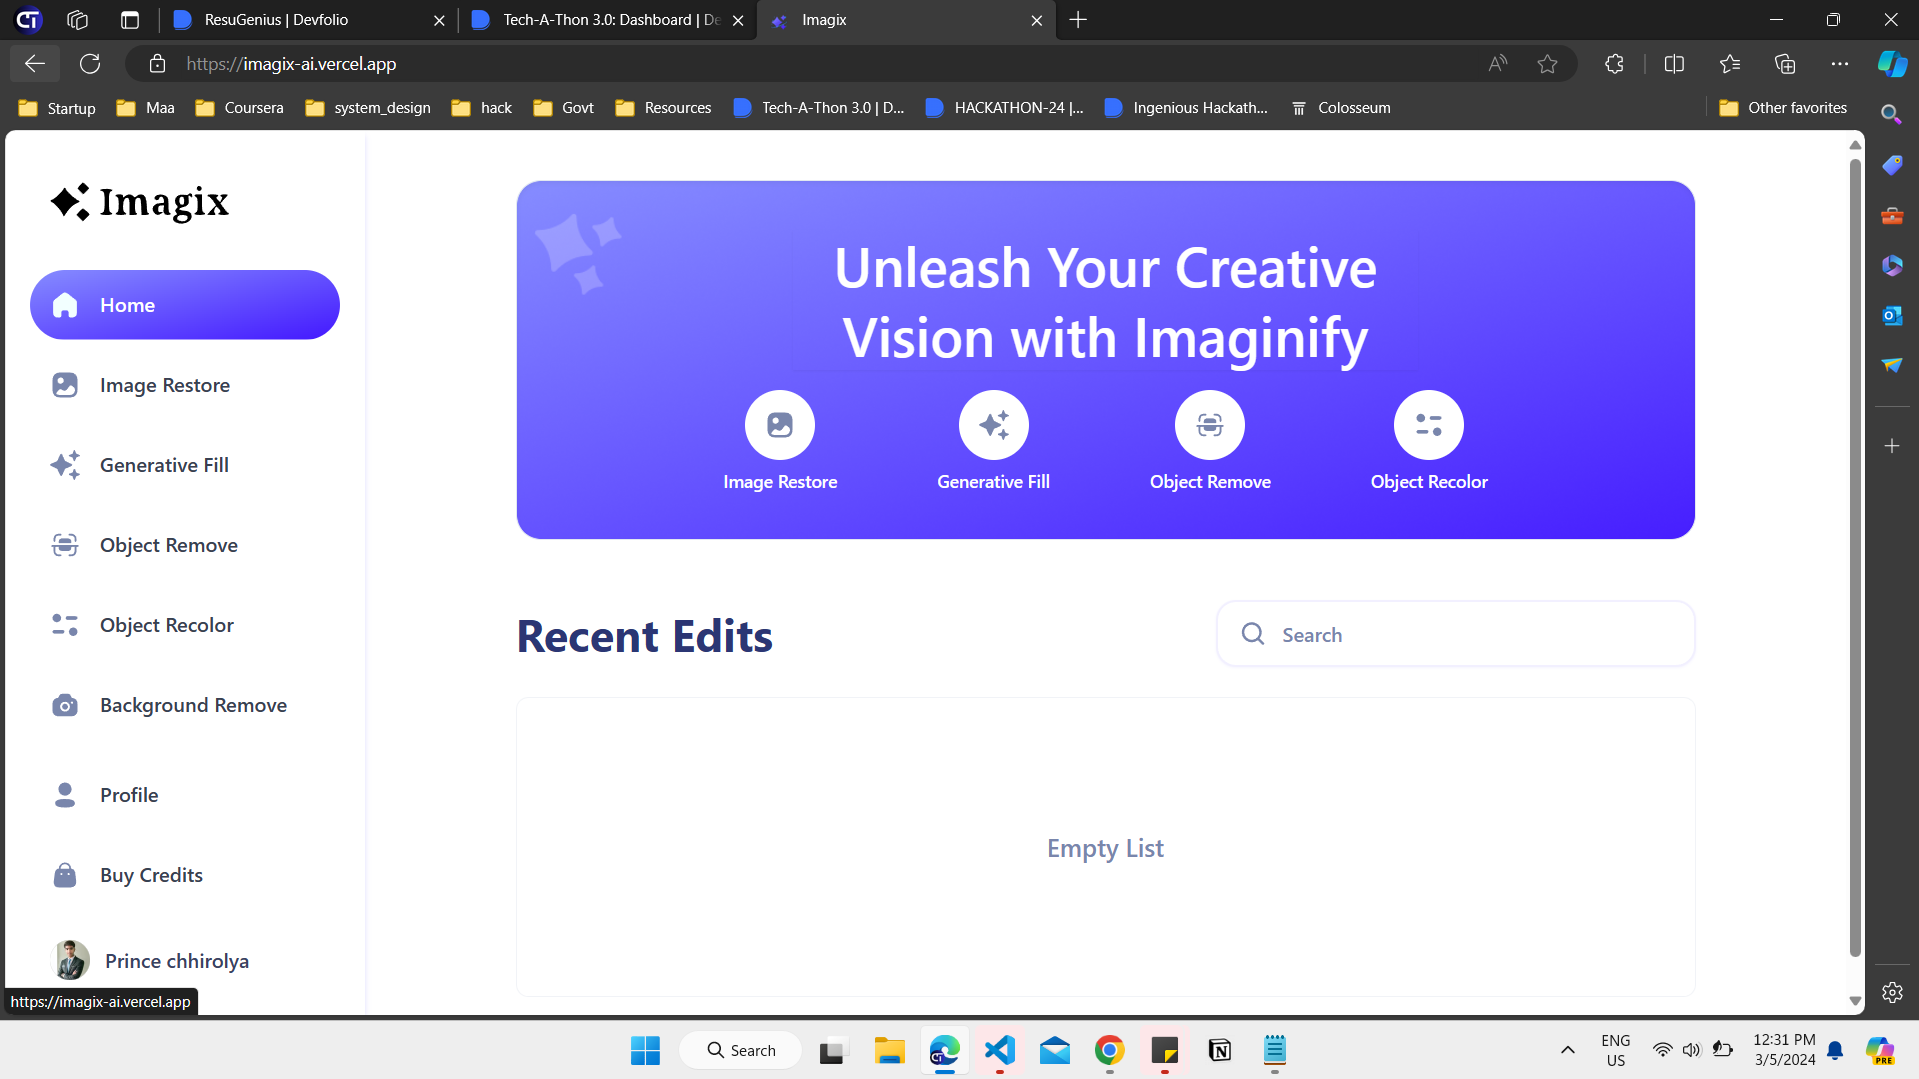 ResuGenius | Devfolio
Tech-A-Thon 3.0: Dashboard | De
Imagix
https://imagix-ai.vercel.app
Startup
Maa
Coursera
system_design
hack
Govt
Resources
Tech-A-Thon 3.0 | D...
HACKATHON-24 |...
Ingenious Hackath...
Colosseum
Other favorites
Imagix
Home
Image Restore
Generative Fill
Object Remove
Object Recolor
Background Remove
Profile
Buy Credits
Prince chhirolya
https://imagix-ai.vercel.app
Unleash Your Creative
Vision with Imaginify
Image Restore
Generative Fill
Object Remove
Object Recolor
Recent Edits
Search
Empty List
Search
ENG
US
12:31 PM
3/5/2024
PRE